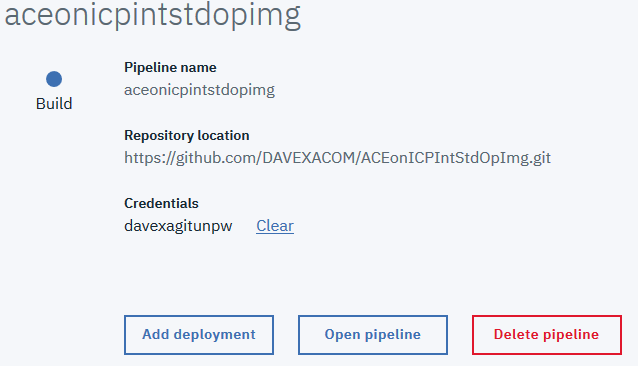 aceonicpintstdopimg
Build
Pipeline name
aceonicpintstdopimg
Repository location
https://github.com/DAVEXACOM/ACEonICPIntStdOpImg.git
Credentials
davexagitunpw Clear
Add deployment Open pipeline Delete pipeline